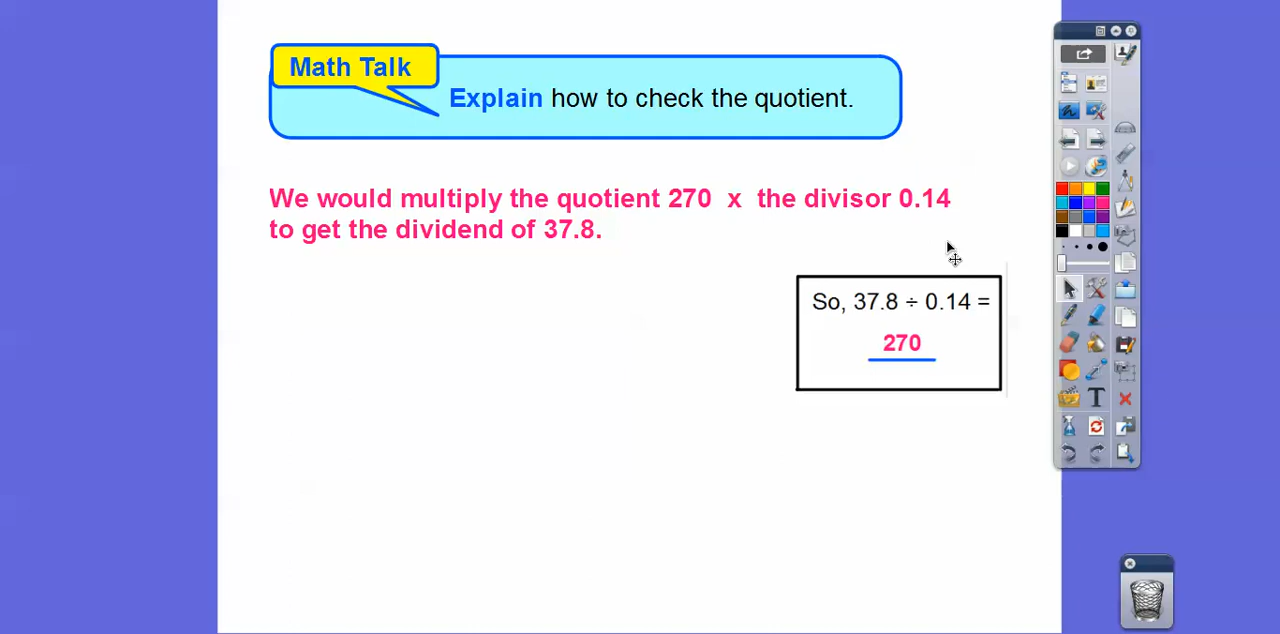 Math Talk
Explain how to check the quotient.
We would multiply the quotient 270 x the divisor 0.14
to get the dividend of 37.8.
So, 37.8 ÷ 0.14 =
270
T